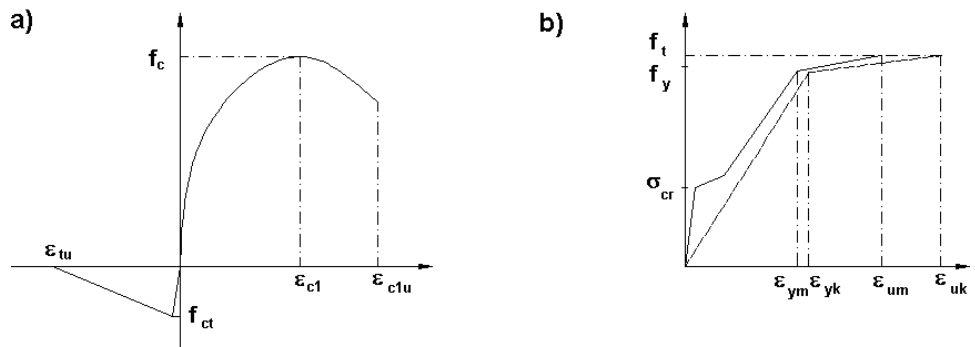 a)
f_c
ε_tu
ε_c1
ε_c1u
f_ct
b)
f_t
f_y
σ_cr
ε_ym
ε_yk
ε_um
ε_uk